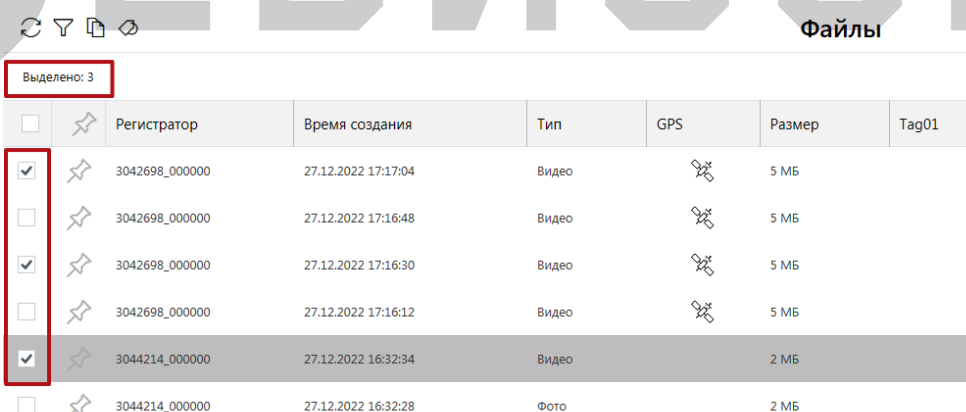 Файлы
Выделено: 3
Регистратор Время создания Тип GPS Размер Tag01
3042698_000000 27.12.2022 17:17:04 Видео 5 МБ
3042698_000000 27.12.2022 17:16:48 Видео 5 МБ
3042698_000000 27.12.2022 17:16:30 Видео 5 МБ
3042698_000000 27.12.2022 17:16:12 Видео 5 МБ
3044214_000000 27.12.2022 16:32:34 Видео 2 МБ
3044214_000000 27.12.2022 16:32:28 Фото 2 МБ